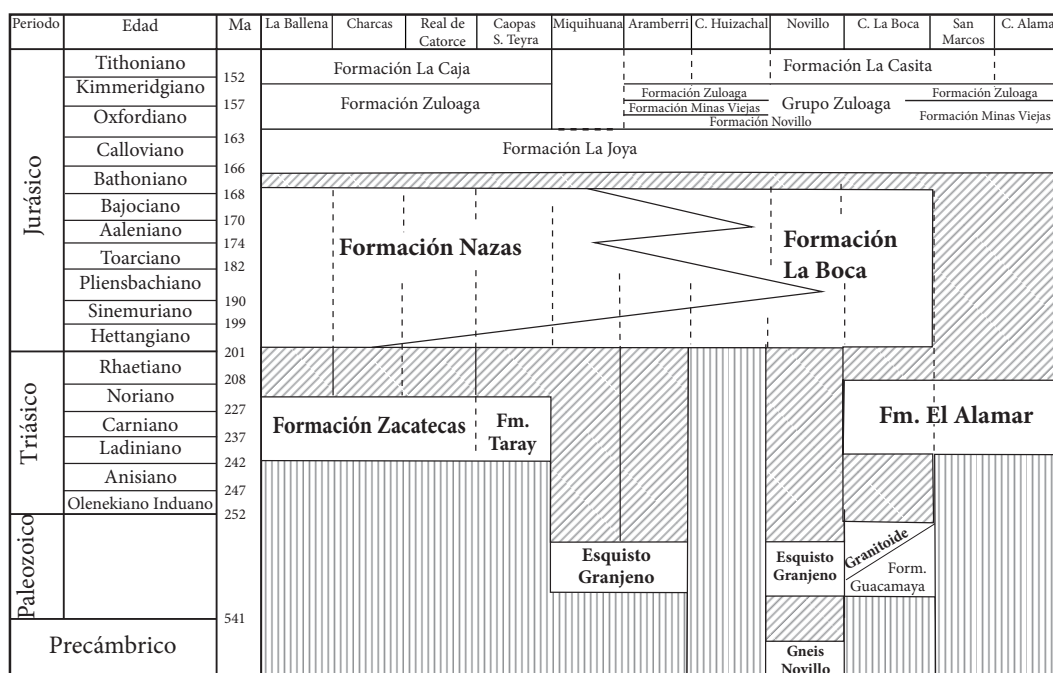 Periodo
Edad
Ma
La Ballena
Charcas
Real de
Catorce
Caopas
S. Teyra
Miquihuana
Aramberri
C. Huizachal
Novillo
C. La Boca
San
Marcos
C. Alamar
Jurásico
Tithoniano
152
Kimmeridgiano
157
Oxfordiano
163
Calloviano
166
Bathoniano
168
Bajociano
170
Aaleniano
174
Toarciano
182
Pliensbachiano
190
Sinemuriano
199
Hettangiano
201
Triásico
Rhaetiano
208
Noriano
227
Carniano
237
Ladiniano
242
Anisiano
247
Olenekiano Induano
252
Paleozoico
541
Precámbrico
Formación La Caja
Formación La Casita
Formación Zuloaga
Formación Zuloaga
Formación Minas Viejas
Formación Novillo
Grupo Zuloaga
Formación Zuloaga
Formación Minas Viejas
Formación La Joya
Formación Nazas
Formación
La Boca
Formación Zacatecas
Fm.
Taray
Fm. El Alamar
Esquisto
Granjeno
Esquisto
Granjeno
Granitoide
Form.
Guacamaya
Gneis
Novillo